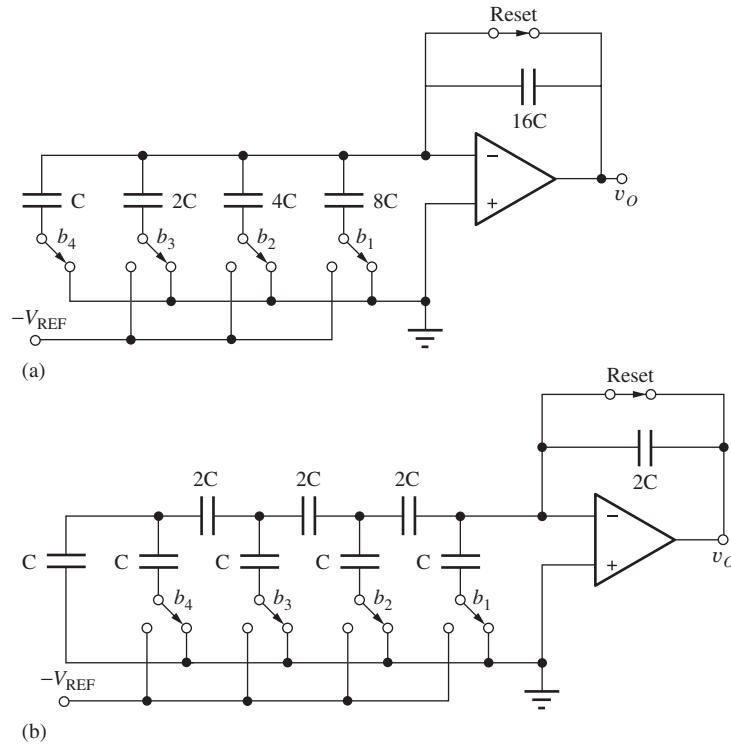 Reset
16C
−
+
v_O
C
2C
4C
8C
b_4
b_3
b_2
b_1
−V_REF
(a)
Reset
2C
2C
2C
2C
−
+
v_O
C
C
C
C
C
b_4
b_3
b_2
b_1
−V_REF
(b)